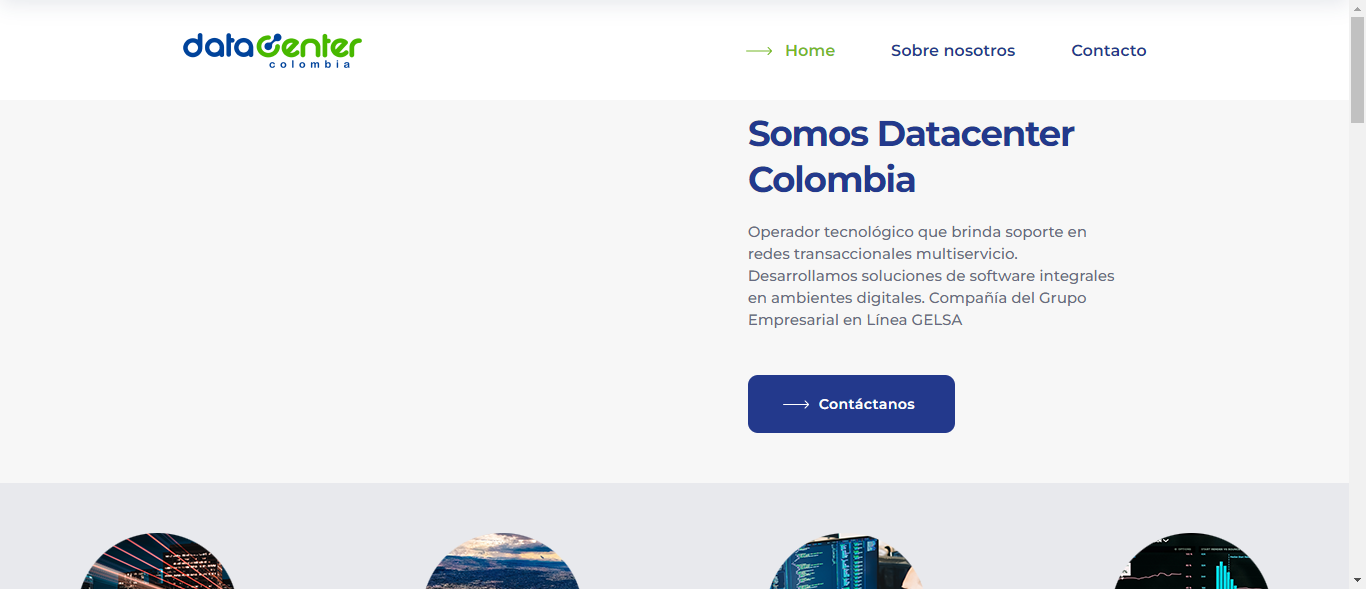 datacenter
colombia
Home
Sobre nosotros
Contacto
Somos Datacenter
Colombia
Operador tecnológico que brinda soporte en
redes transaccionales multiservicio.
Desarrollamos soluciones de software integrales
en ambientes digitales. Compañía del Grupo
Empresarial en Línea GELSA
Contáctanos